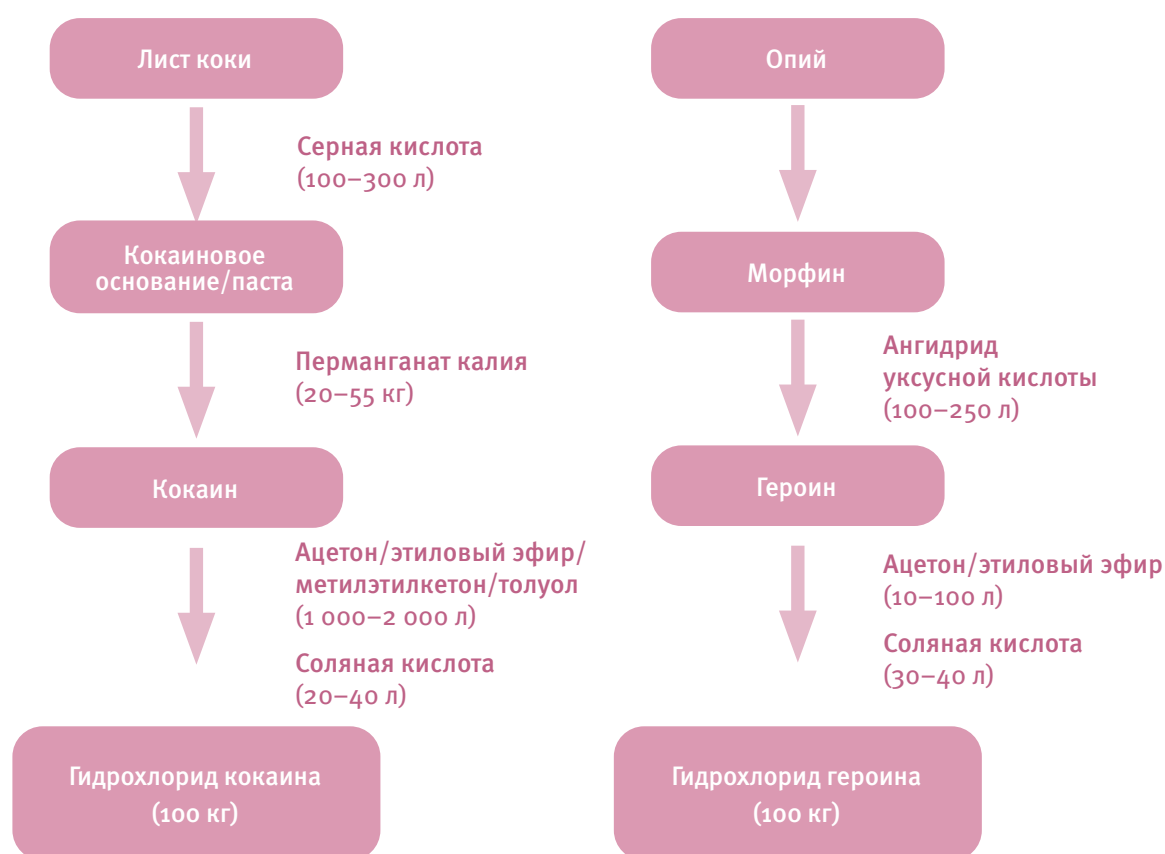 Лист коки
Серная кислота
(100–300 л)
Кокаиновое
основание/паста
Перманганат калия
(20–55 кг)
Кокаин
Ацетон/этиловый эфир/
метилэтилкетон/толуол
(1 000–2 000 л)
Соляная кислота
(20–40 л)
Гидрохлорид кокаина
(100 кг)
Опий
Морфин
Ангидрид
уксусной кислоты
(100–250 л)
Героин
Ацетон/этиловый эфир
(10–100 л)
Соляная кислота
(30–40 л)
Гидрохлорид героина
(100 кг)